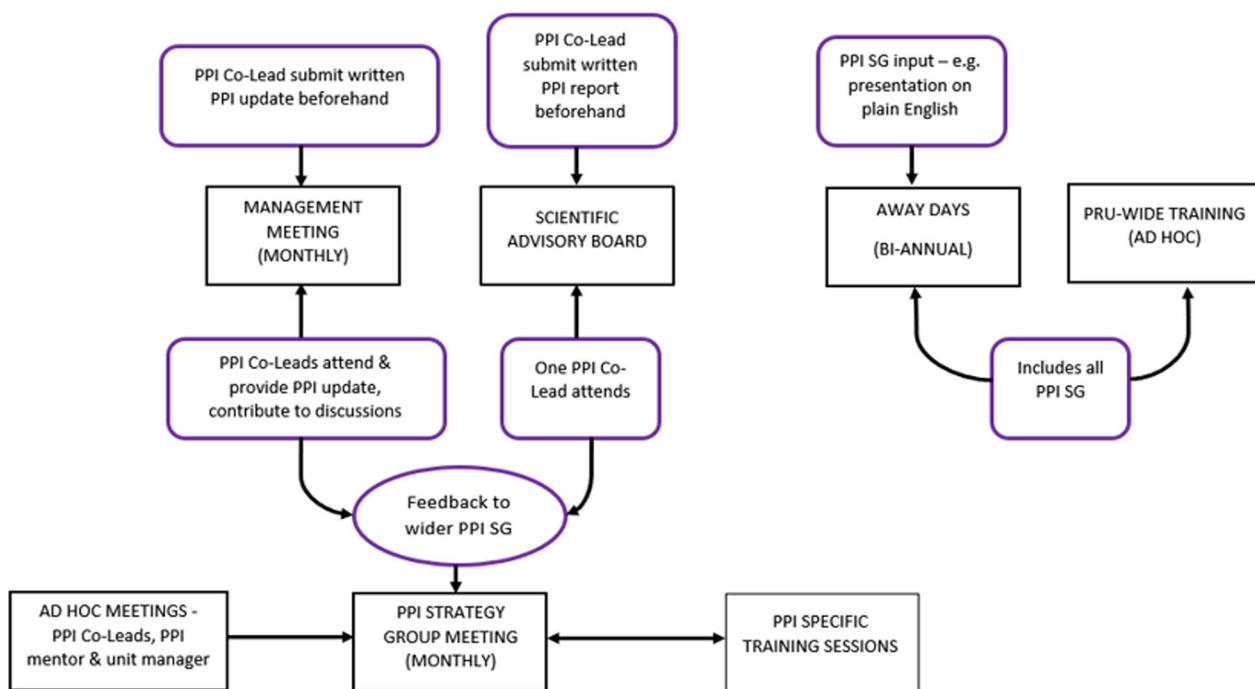 PPI Co-Lead submit written
PPI update beforehand
PPI Co-Lead
submit written
PPI report
beforehand
PPI SG input – e.g.
presentation on
plain English
MANAGEMENT
MEETING
(MONTHLY)
SCIENTIFIC
ADVISORY BOARD
AWAY DAYS
(BI-ANNUAL)
PRU-WIDE TRAINING
(AD HOC)
PPI Co-Leads attend &
provide PPI update,
contribute to discussions
One PPI Co-
Lead attends
Includes all
PPI SG
Feedback to
wider PPI SG
AD HOC MEETINGS -
PPI Co-Leads, PPI
mentor & unit manager
PPI STRATEGY
GROUP MEETING
(MONTHLY)
PPI SPECIFIC
TRAINING SESSIONS